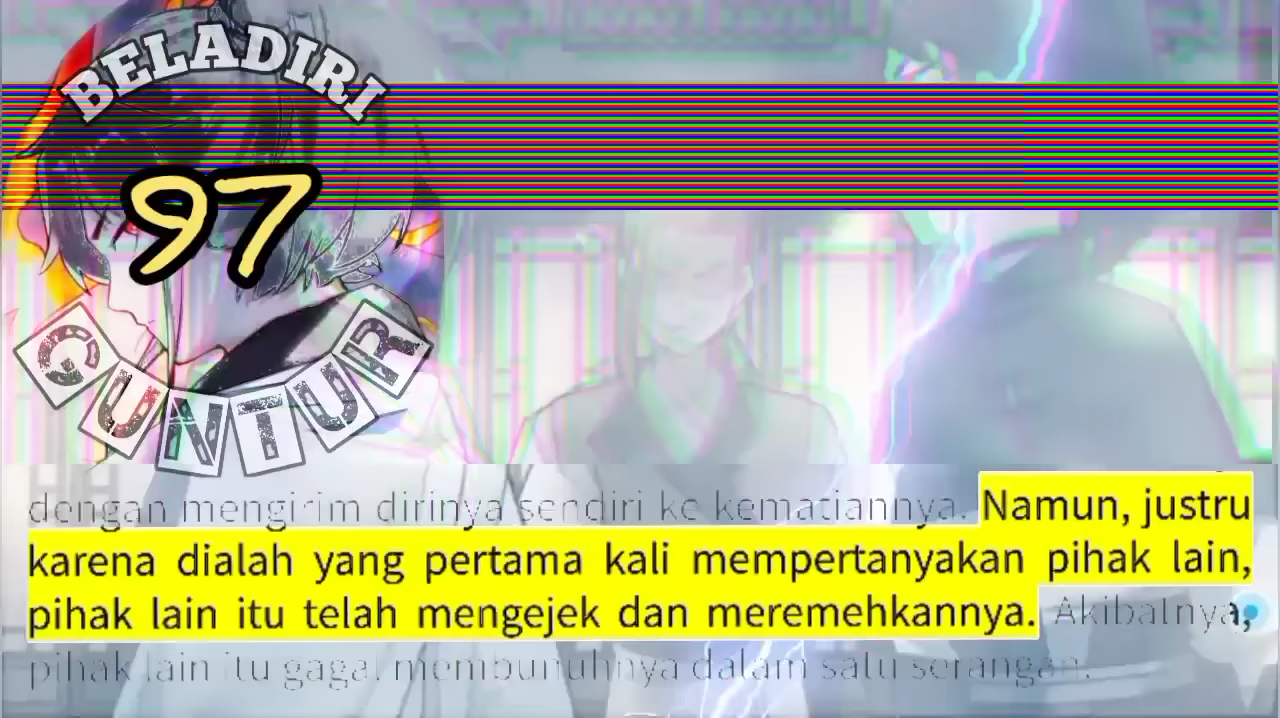 BELADIRI
97
GUNTUR
dengan mengirim dirinya sendiri ke kematiannya. Namun, justru
karena dialah yang pertama kali mempertanyakan pihak lain,
pihak lain itu telah mengejek dan meremehkannya. Akibatnya,
pihak lain itu gagal membunuhnya dalam satu serangan.